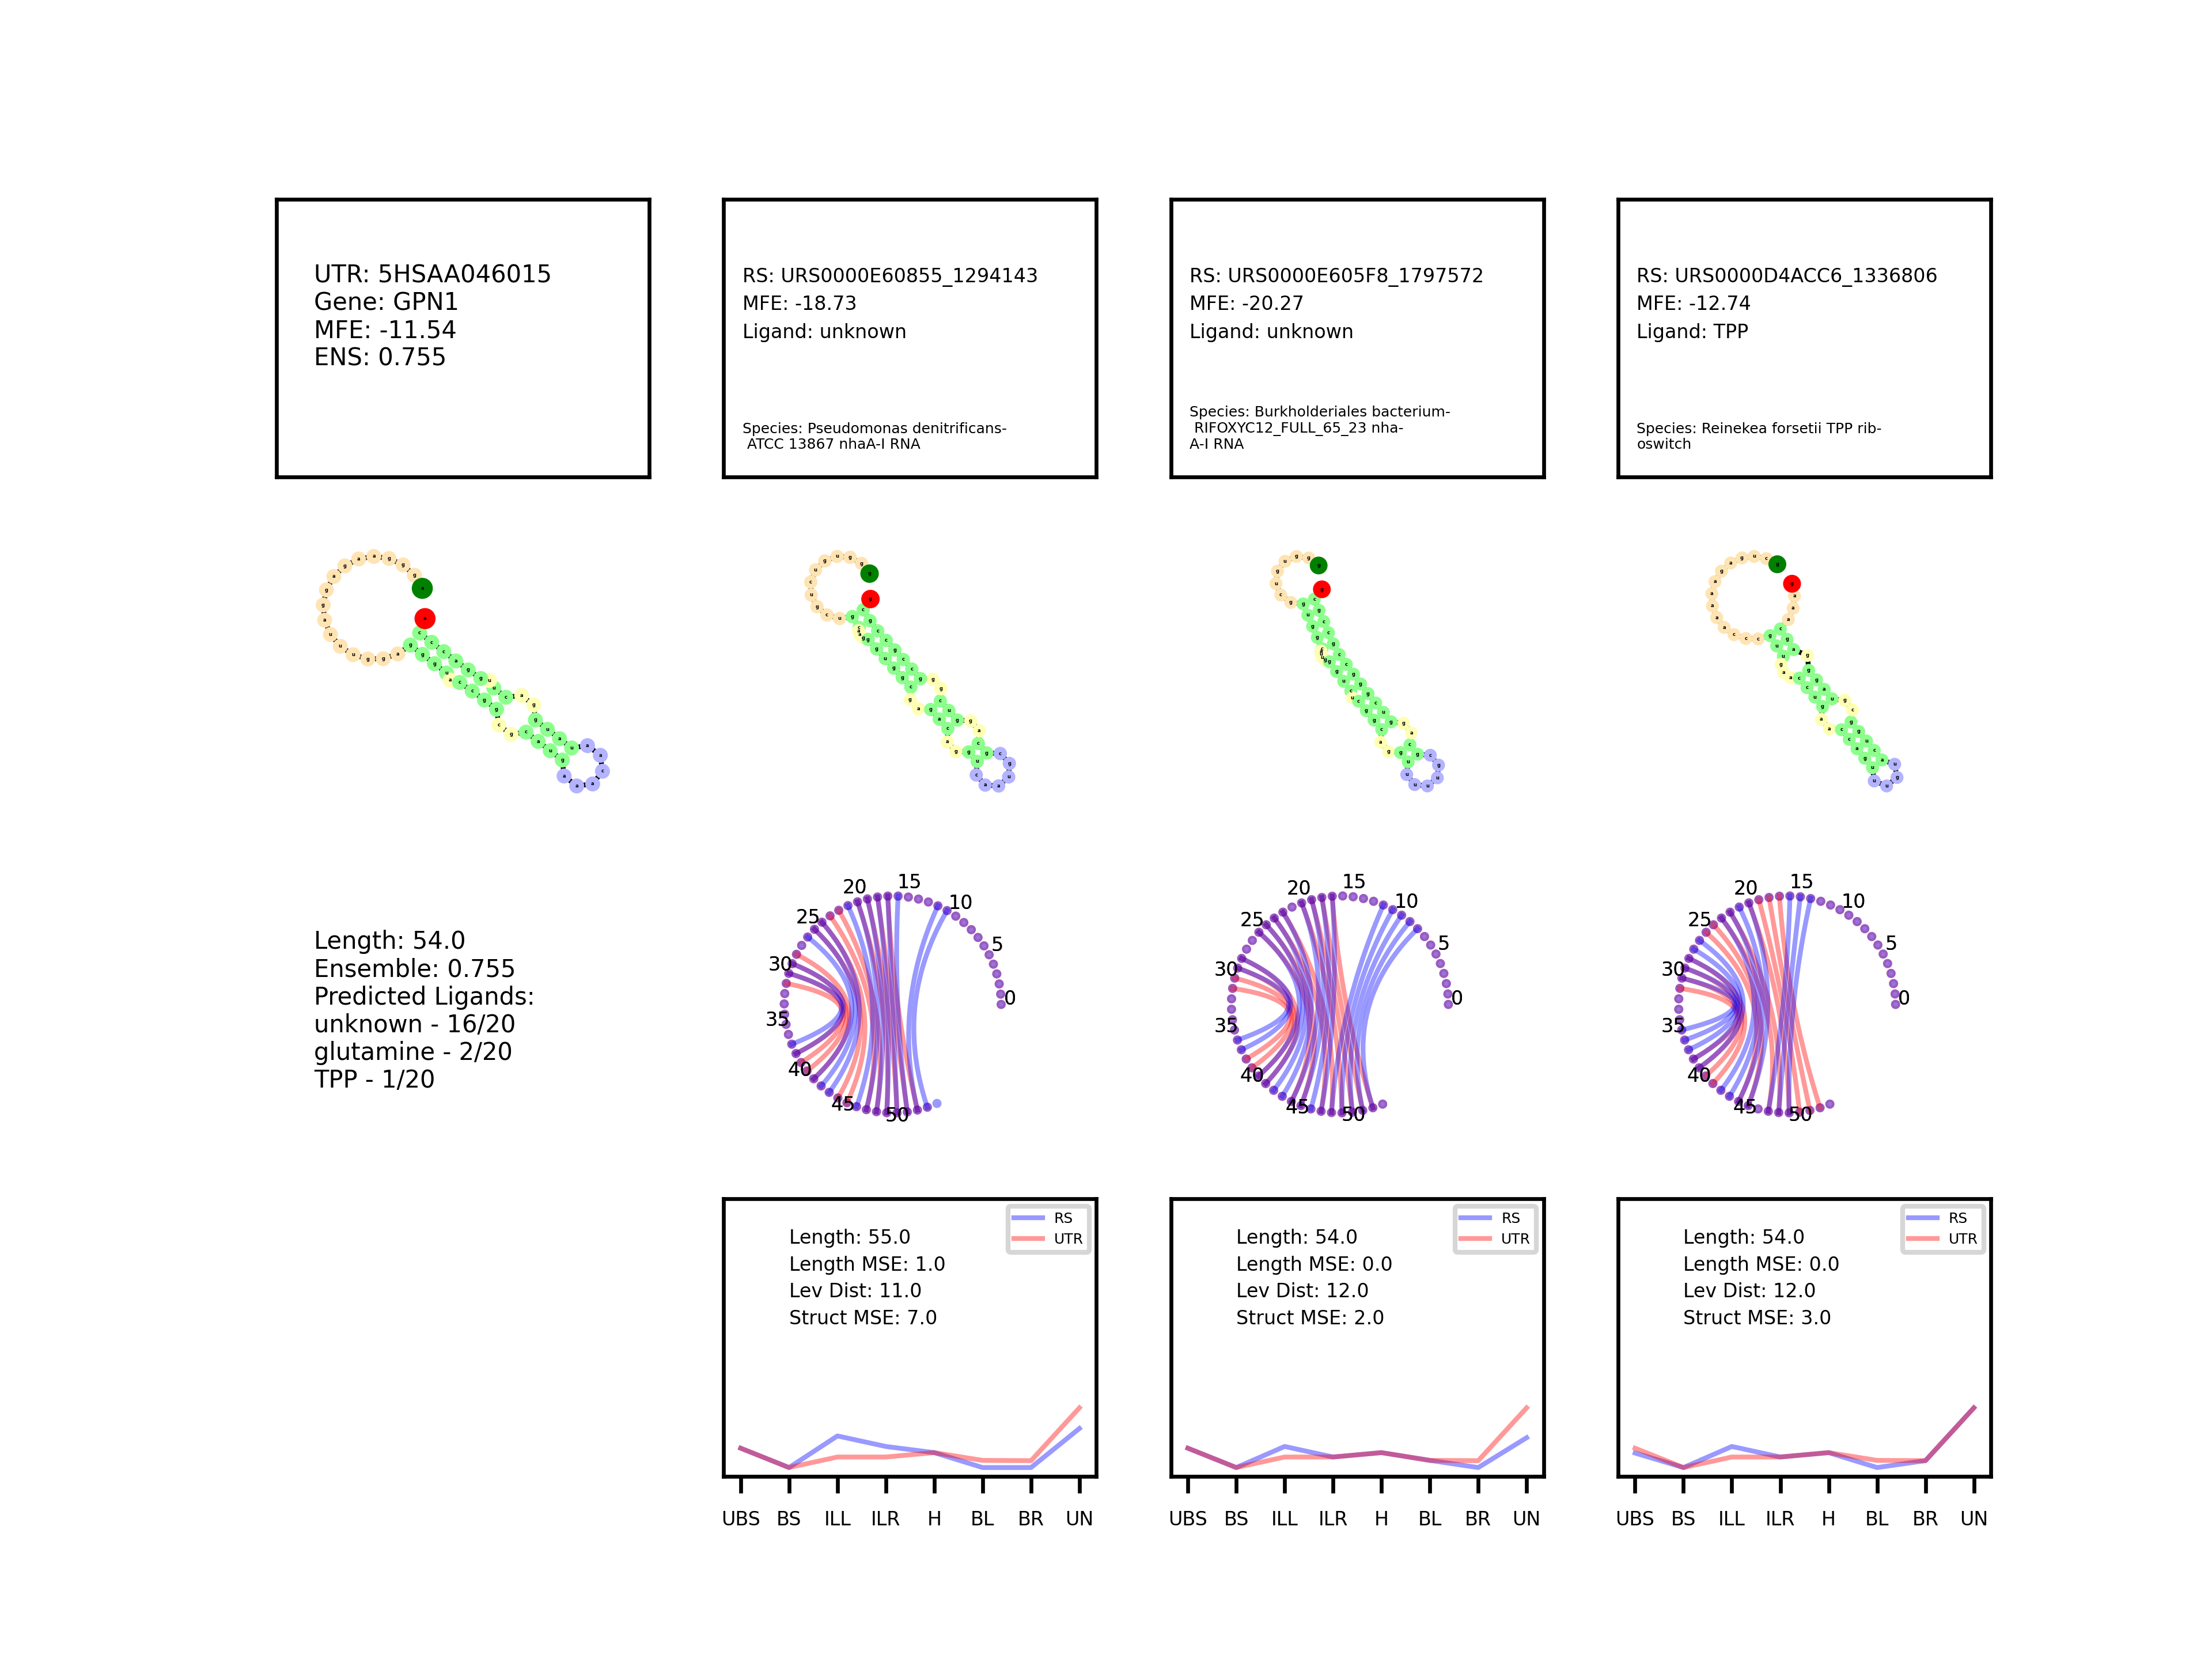 UTR: 5HSAA046015
Gene: GPN1
MFE: -11.54
ENS: 0.755
RS: URS0000E60855_1294143
MFE: -18.73
Ligand: unknown
Species: Pseudomonas denitrificans-
ATCC 13867 nhaA-I RNA
RS: URS0000E605F8_1797572
MFE: -20.27
Ligand: unknown
Species: Burkholderiales bacterium-
RIFOXYC12_FULL_65_23 nha-
A-I RNA
RS: URS0000D4ACC6_1336806
MFE: -12.74
Ligand: TPP
Species: Reinekea forsetii TPP rib-
oswitch
Length: 54.0
Ensemble: 0.755
Predicted Ligands:
unknown - 16/20
glutamine - 2/20
TPP - 1/20
0
5
10
15
20
25
30
35
40
45
50
0
5
10
15
20
25
30
35
40
45
50
0
5
10
15
20
25
30
35
40
45
50
RS
UTR
Length: 55.0
Length MSE: 1.0
Lev Dist: 11.0
Struct MSE: 7.0
UBS BS ILL ILR H BL BR UN
RS
UTR
Length: 54.0
Length MSE: 0.0
Lev Dist: 12.0
Struct MSE: 2.0
UBS BS ILL ILR H BL BR UN
RS
UTR
Length: 54.0
Length MSE: 0.0
Lev Dist: 12.0
Struct MSE: 3.0
UBS BS ILL ILR H BL BR UN